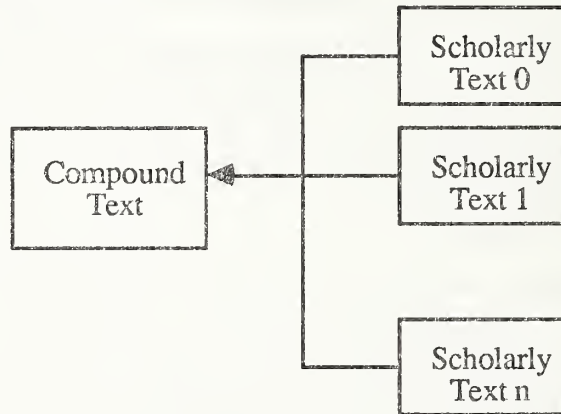 Scholarly
Text 0
Compound
Text
Scholarly
Text 1
Scholarly
Text n